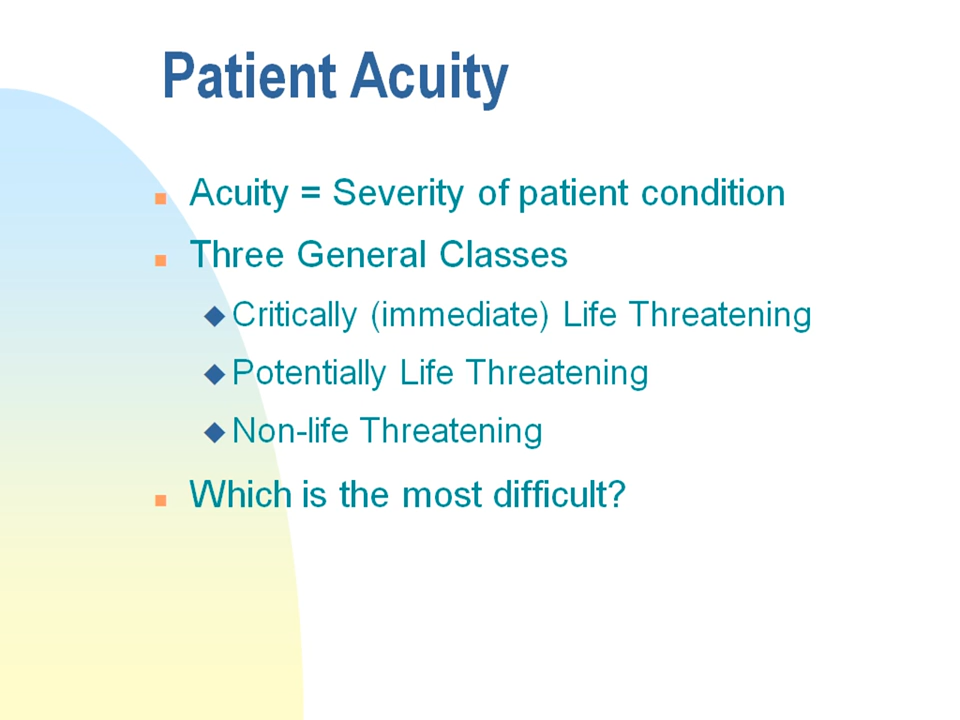 Patient Acuity
Acuity = Severity of patient condition
Three General Classes
Critically (immediate) Life Threatening
Potentially Life Threatening
Non-life Threatening
Which is the most difficult?